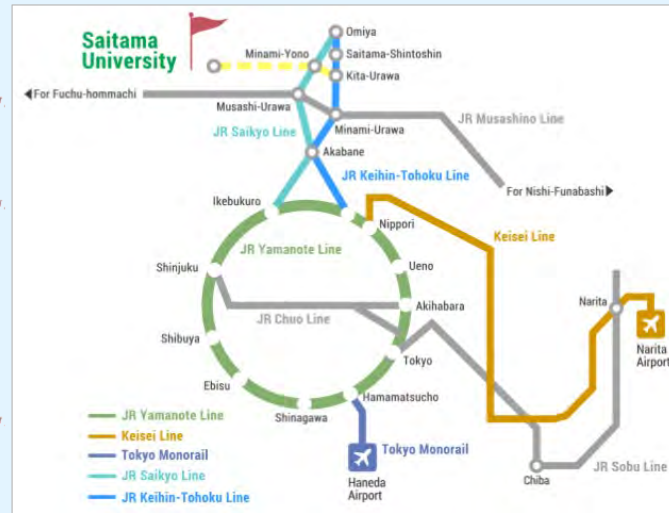 Saitama
University
Omiya
Minami-Yono
Saitama-Shintoshin
Kita-Urawa
For Fuchu-hommachi
Musashi-Urawa
Minami-Urawa
JR Musashino Line
JR Saikyo Line
Akabane
JR Keihin-Tohoku Line
For Nishi-Funabashi
Ikebukuro
Nippori
Keisei Line
JR Yamanote Line
Shinjuku
Ueno
Akihabara
Narita
JR Chuo Line
Narita
Airport
Shibuya
Tokyo
Ebisu
Hamamatsucho
Shinagawa
JR Yamanote Line
Keisei Line
Tokyo Monorail
JR Saikyo Line
JR Keihin-Tohoku Line
Tokyo Monorail
Haneda
Airport
Chiba
JR Sobu Line